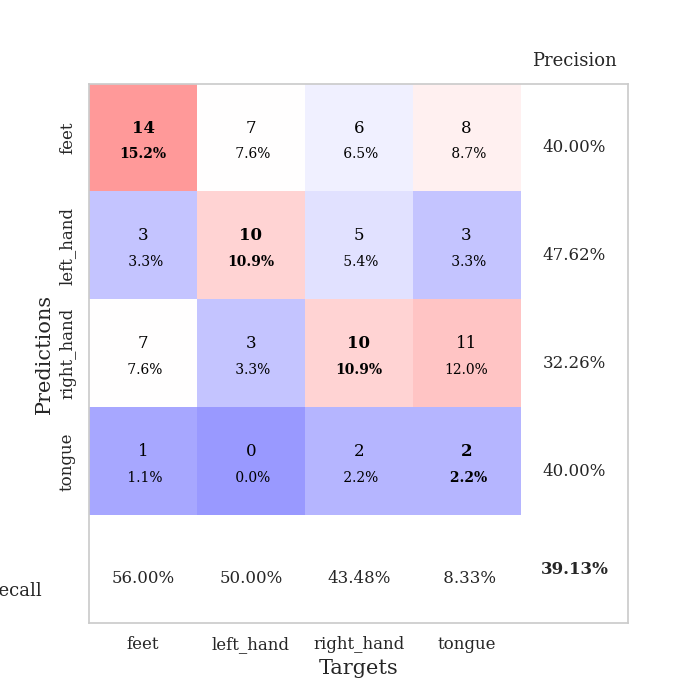 Precision
feet
14 7 6 8
15.2% 7.6% 6.5% 8.7%
40.00%
left_hand
3 10 5 3
3.3% 10.9% 5.4% 3.3%
47.62%
Predictions
right_hand
7 3 10 11
7.6% 3.3% 10.9% 12.0%
32.26%
tongue
1 0 2 2
1.1% 0.0% 2.2% 2.2%
40.00%
ecall
56.00% 50.00% 43.48% 8.33% 39.13%
feet left_hand right_hand tongue
Targets